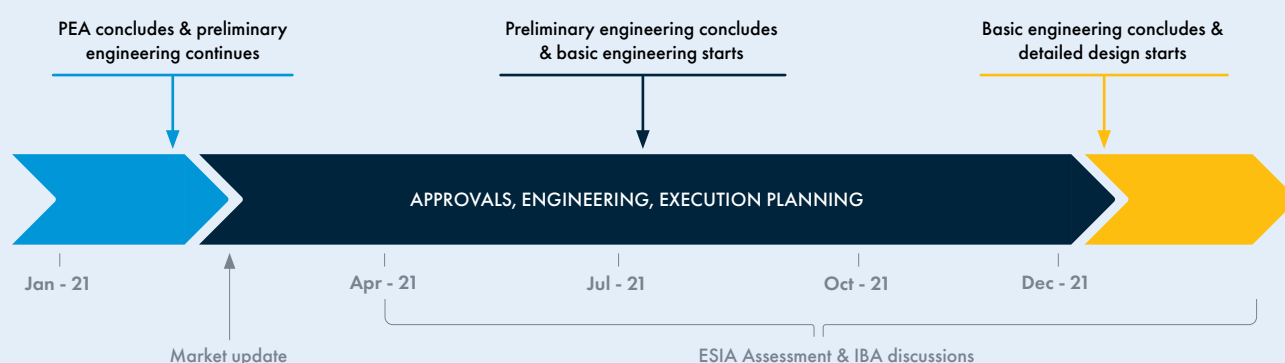 PEA concludes & preliminary
engineering continues
Preliminary engineering concludes
& basic engineering starts
Basic engineering concludes &
detailed design starts
APPROVALS, ENGINEERING, EXECUTION PLANNING
Jan - 21
Apr - 21
Jul - 21
Oct - 21
Dec - 21
Market update
ESIA Assessment & IBA discussions